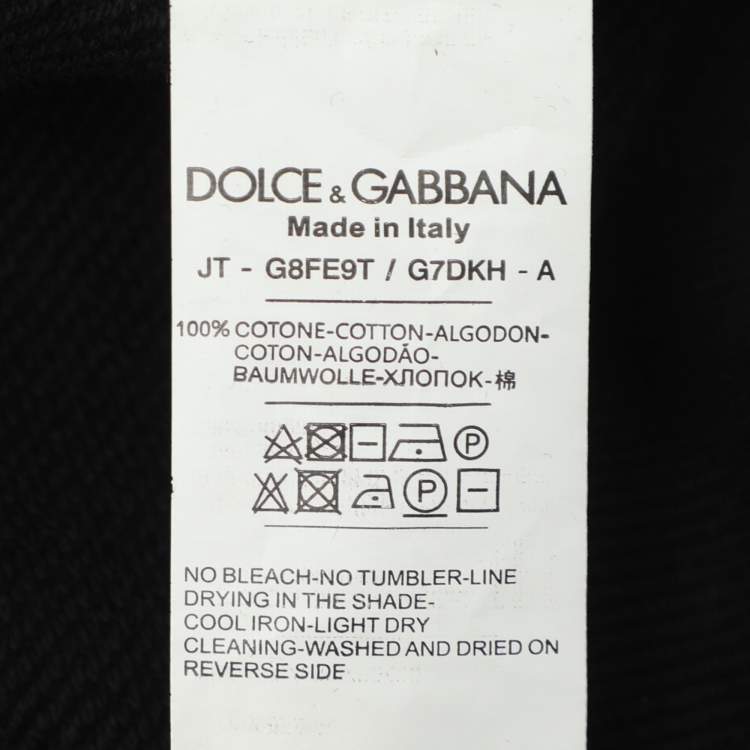 DOLCE & GABBANA
Made in Italy
JT - G8FE9T / G7DKH - A
100% COTONE-COTTON-ALGODON-
COTON-ALGODÃO-
BAUMWOLLE-ХЛОПОК-棉
P
P
NO BLEACH-NO TUMBLER-LINE
DRYING IN THE SHADE-
COOL IRON-LIGHT DRY
CLEANING-WASHED AND DRIED ON
REVERSE SIDE